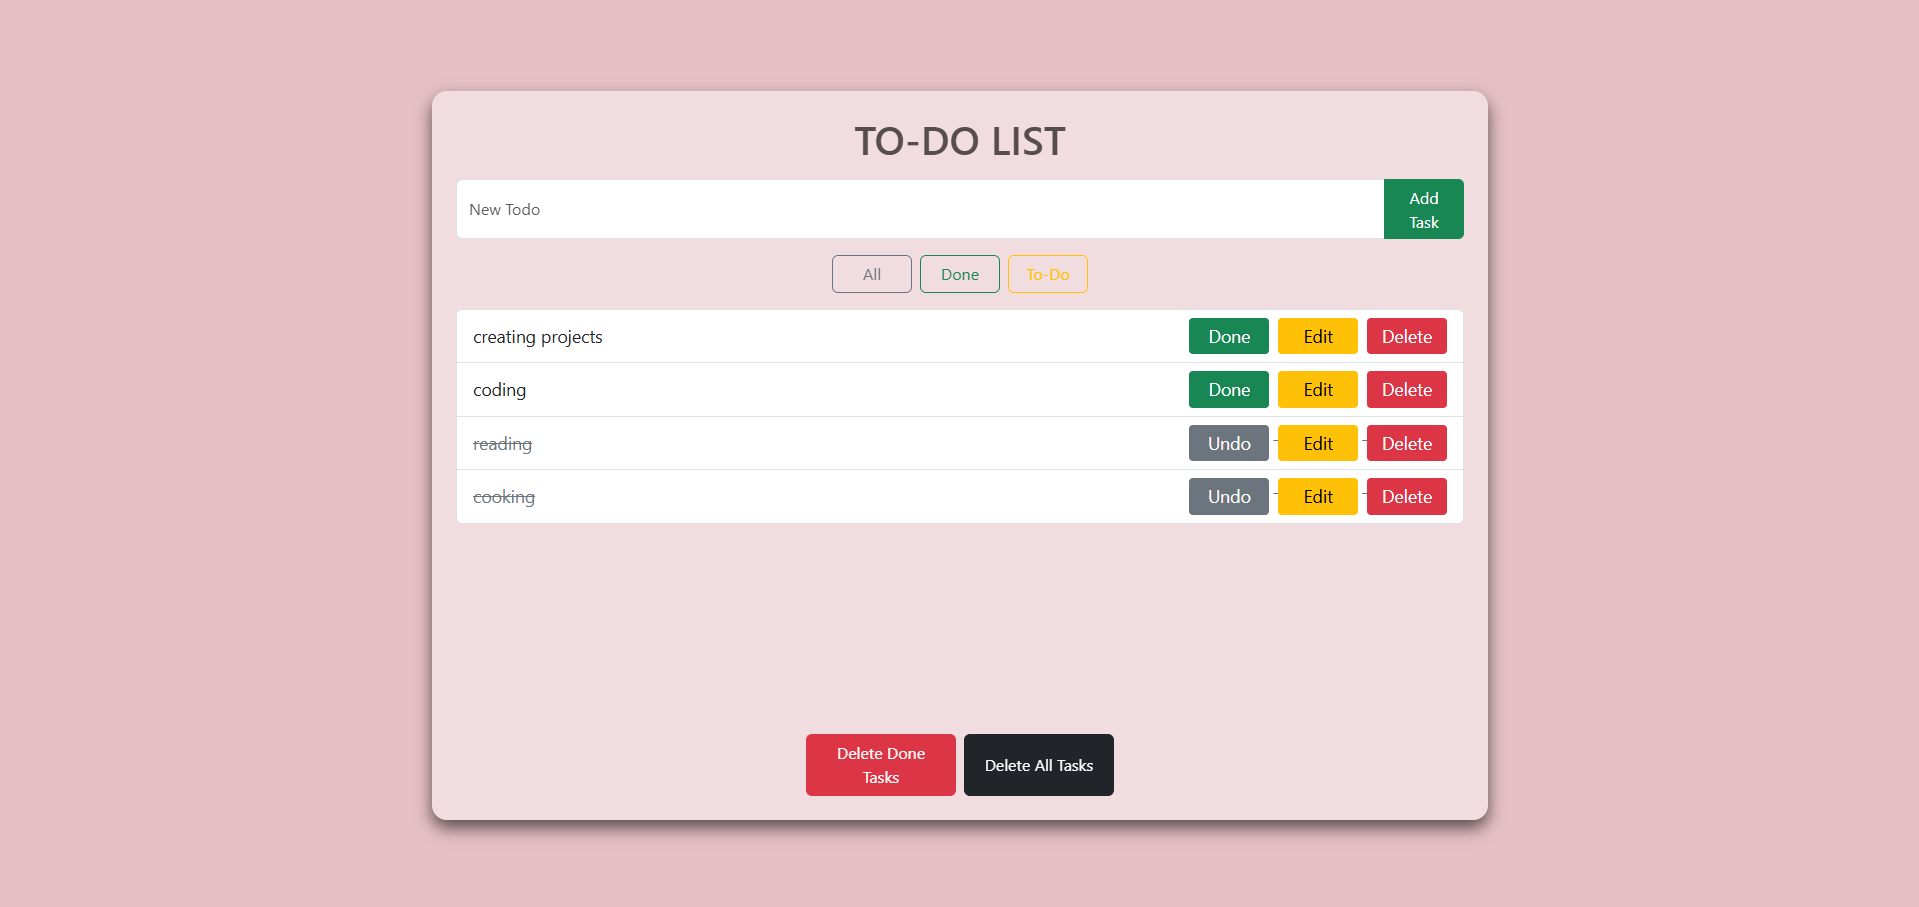 TO-DO LIST
New Todo
Add
Task
All Done To-Do
creating projects Done Edit Delete
coding Done Edit Delete
reading Undo Edit Delete
cooking Undo Edit Delete
Delete Done
Tasks
Delete All Tasks